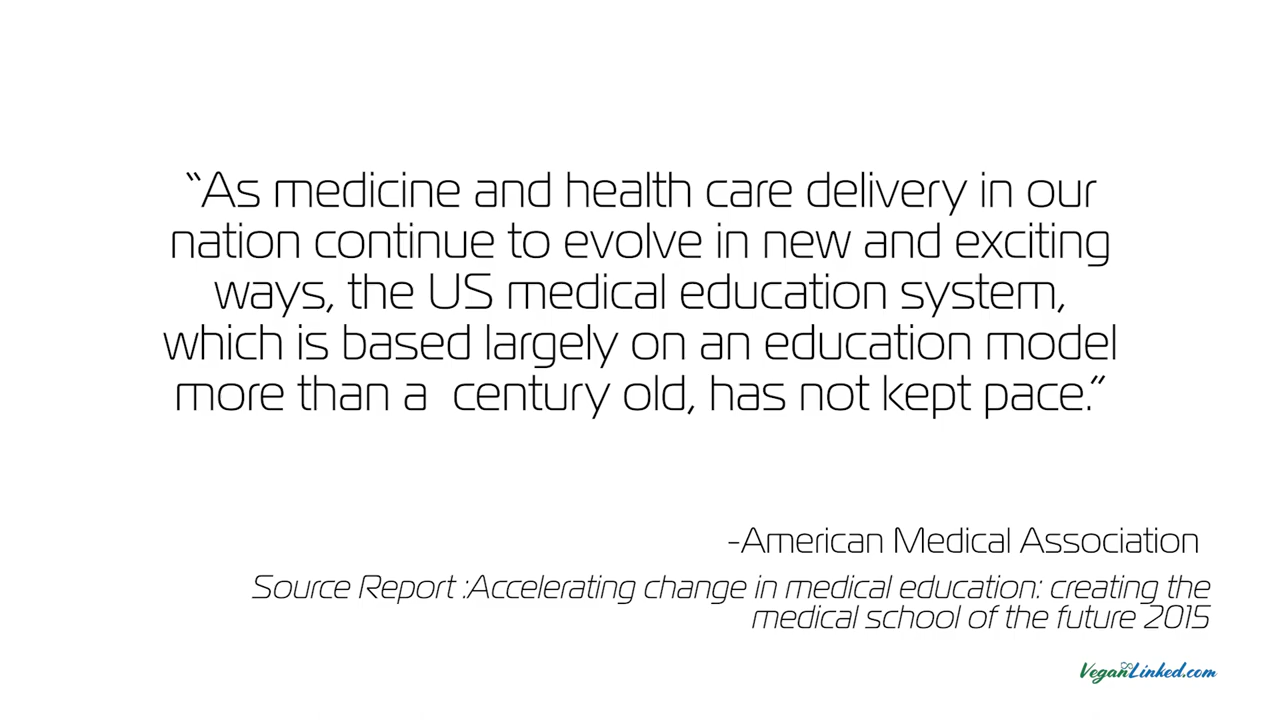 “As medicine and health care delivery in our
nation continue to evolve in new and exciting
ways, the US medical education system,
which is based largely on an education model
more than a  century old, has not kept pace.”
-American Medical Association
Source Report :Accelerating change in medical education: creating the
medical school of the future 2015
VeganLinked.com